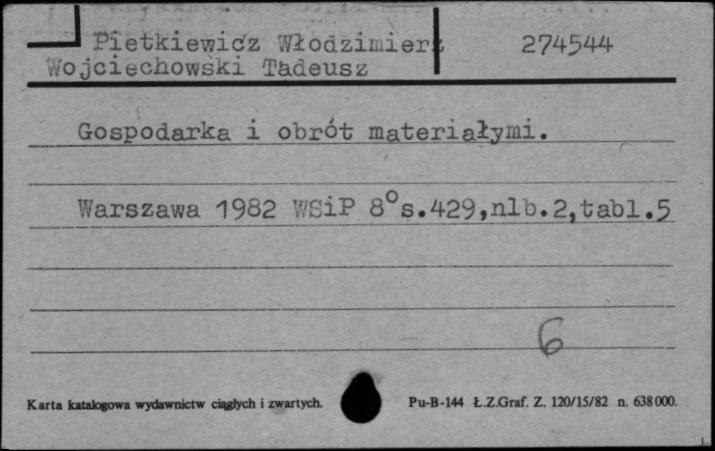 Pietkiewicz Włodzimierz 274544
Wojciechowski Tadeusz
Gospodarka i obrót materiałymi.
Warszawa 1982 WSiP 8° s.429,nlb.2,tabl.5
6
Karta katalogowa wydawnictw ciągłych i zwartych. Pu-B-144 Ł.Z.Graf. Z. 120/15/82 n. 638000.